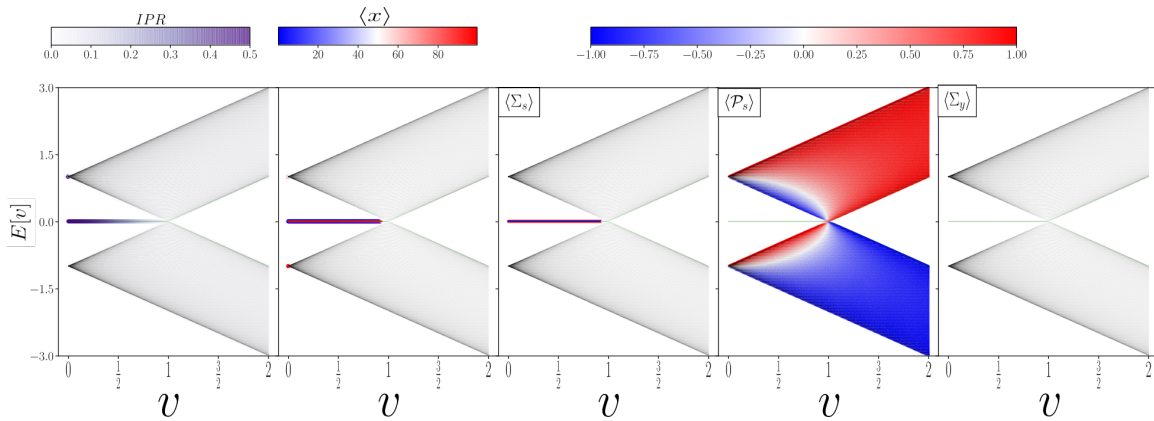 IPR
⟨x⟩
0.0 0.1 0.2 0.3 0.4 0.5
20 40 60 80
−1.00 −0.75 −0.50 −0.25 0.00 0.25 0.50 0.75 1.00
3.0
1.5
0.0
−1.5
−3.0
E[v]
⟨Σ_s⟩
⟨𝒫_s⟩
⟨Σ_y⟩
0 1/2 1 3/2 2
0 1/2 1 3/2 2
0 1/2 1 3/2 2
0 1/2 1 3/2 2
0 1/2 1 3/2 2
v
v
v
v
v